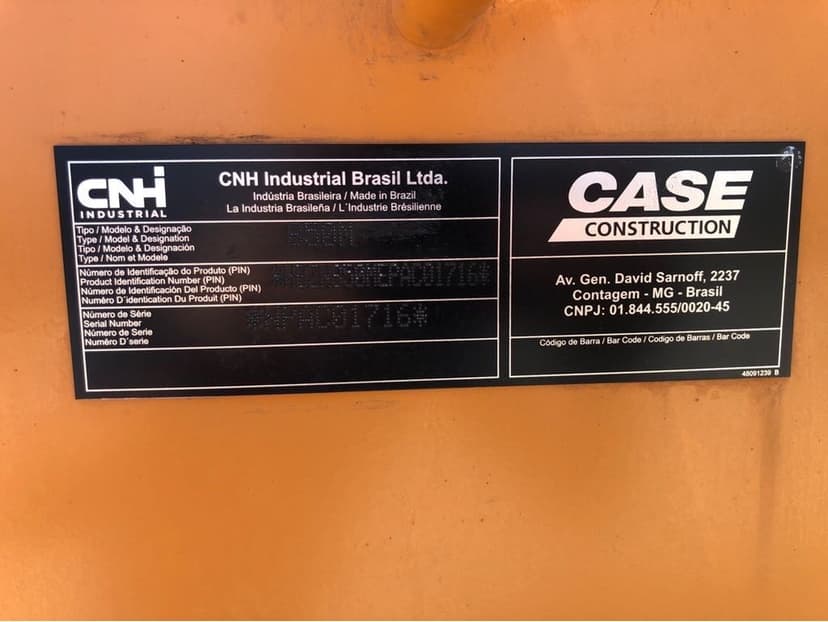 CNH
INDUSTRIAL
CNH Industrial Brasil Ltda.
Indústria Brasileira / Made in Brazil
La Industria Brasileña / L´Industrie Brésilienne
Tipo / Modelo & Designação
Type / Model & Designation
Tipo / Modelo & Designación
Type / Nom et Modele
Número de Identificação do Produto (PIN)
Product Identification Number (PIN)
Número de Identificación Del Producto (PIN)
Numéro D´identication Du Produit (PIN)
Número de Série
Serial Number
Número de Serie
Numéro D´serie
*NPAC01716*
CASE
CONSTRUCTION
Av. Gen. David Sarnoff, 2237
Contagem - MG - Brasil
CNPJ: 01.844.555/0020-45
Código de Barra / Bar Code / Codigo de Barras / Bar Code
48091239 B